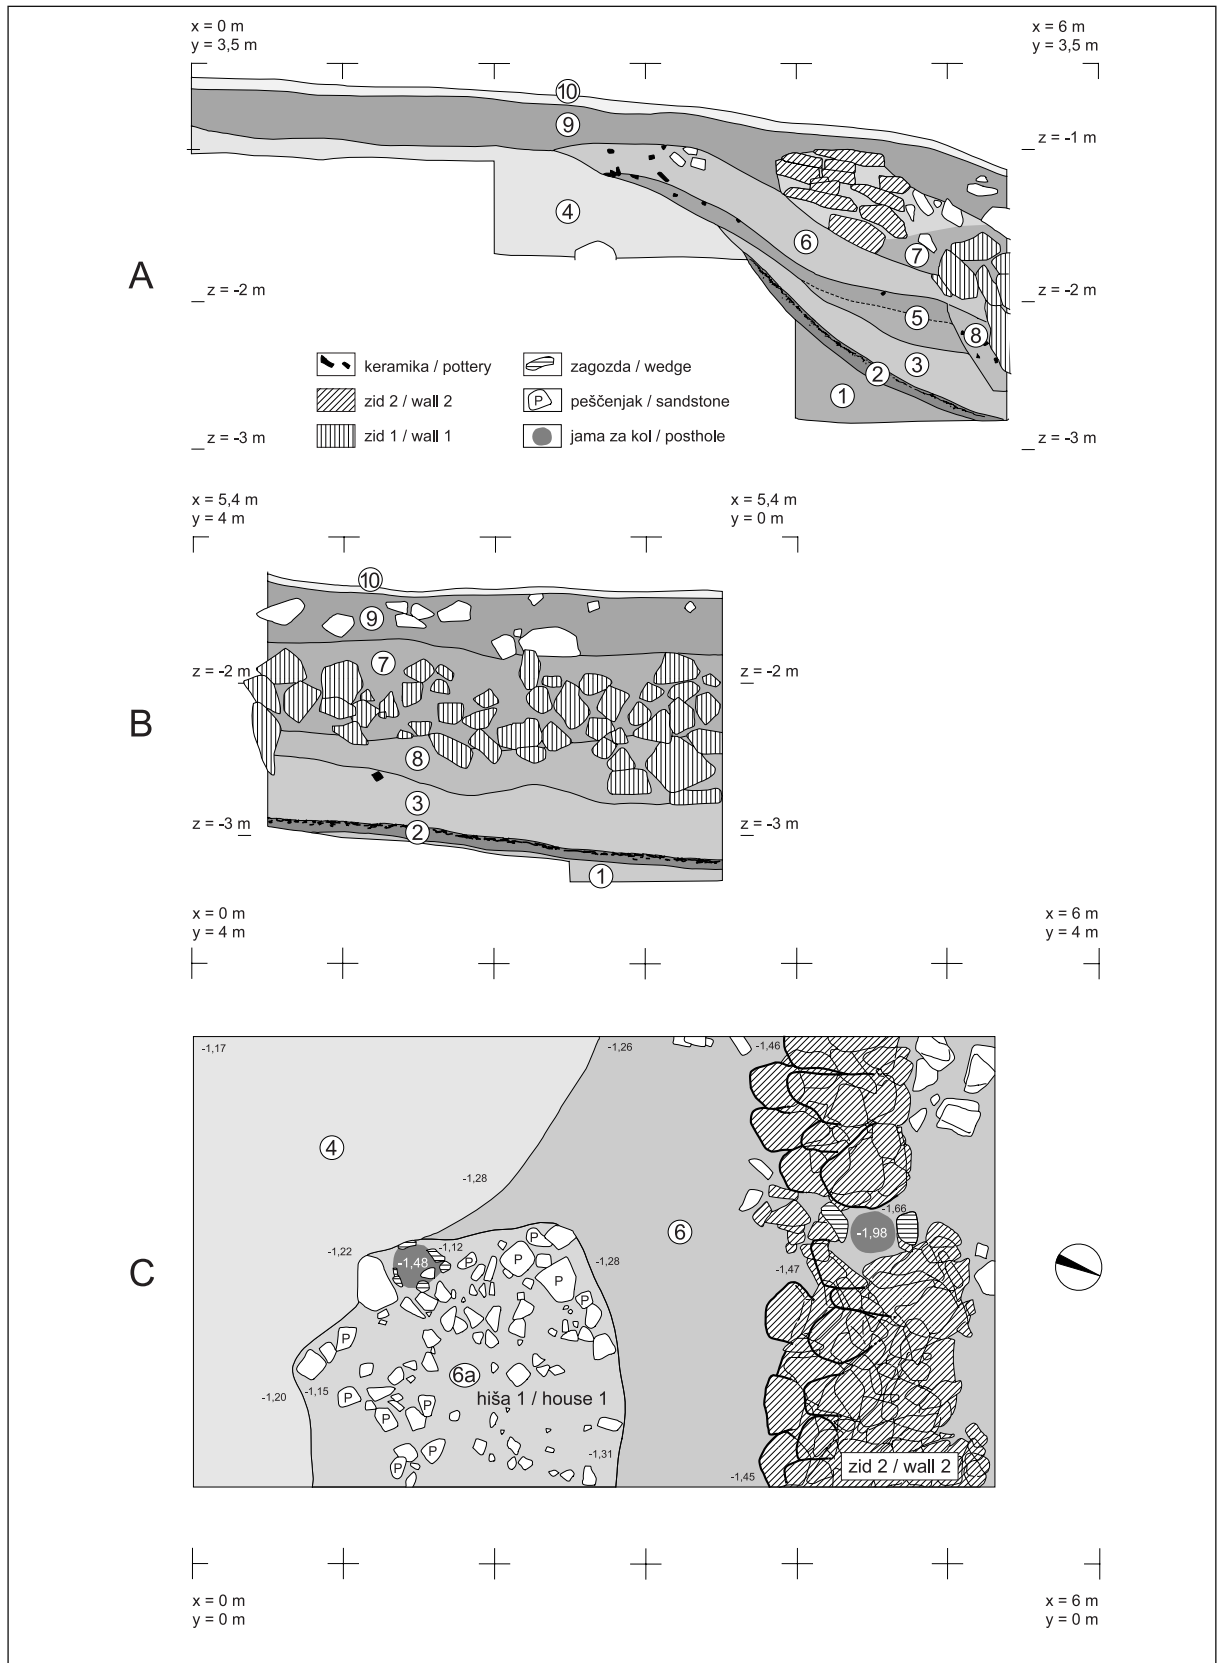 x = 0 m
y = 3,5 m
x = 6 m
y = 3,5 m
10
9
z = -1 m
4
6
7
A
z = -2 m
z = -2 m
5
8
3
2
1
keramika / pottery
zagozda / wedge
zid 2 / wall 2
P
peščenjak / sandstone
zid 1 / wall 1
jama za kol / posthole
z = -3 m
z = -3 m
x = 5,4 m
y = 4 m
x = 5,4 m
y = 0 m
10
9
7
z = -2 m
z = -2 m
B
8
3
z = -3 m
2
z = -3 m
1
x = 0 m
y = 4 m
x = 6 m
y = 4 m
-1,17
-1,26
-1,46
4
-1,28
-1,66
6
-1,98
-1,22
-1,12
-1,48
P
P
-1,28
-1,47
C
P
P
P
6a
-1,20
-1,15
P
hiša 1 / house 1
P
P
P
-1,31
P
-1,45
zid 2 / wall 2
x = 0 m
y = 0 m
x = 6 m
y = 0 m